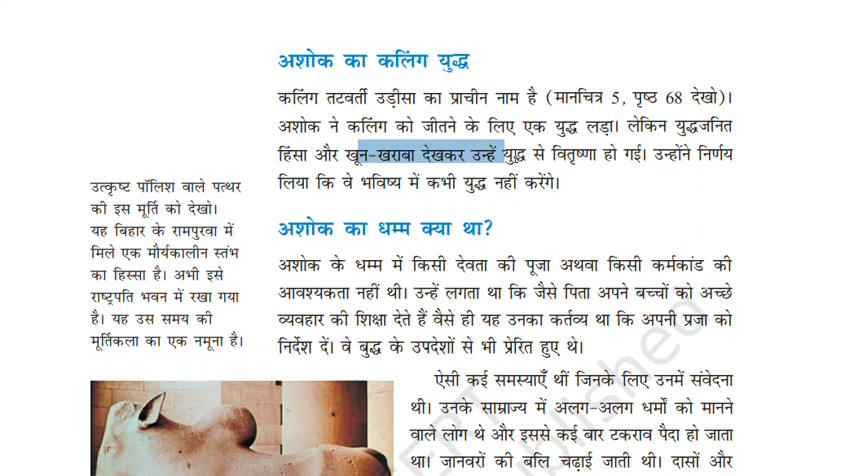 अशोक का कलिंग युद्ध
कलिंग तटवर्ती उड़ीसा का प्राचीन नाम है (मानचित्र 5, पृष्ठ 68 देखो)।
अशोक ने कलिंग को जीतने के लिए एक युद्ध लड़ा। लेकिन युद्धजनित
हिंसा और खून-खराबा देखकर उन्हें युद्ध से वितृष्णा हो गई। उन्होंने निर्णय
लिया कि वे भविष्य में कभी युद्ध नहीं करेंगे।
उत्कृष्ट पॉलिश वाले पत्थर
की इस मूर्ति को देखो।
यह बिहार के रामपुरवा में
मिले एक मौर्यकालीन स्तंभ
का हिस्सा है। अभी इसे
राष्ट्रपति भवन में रखा गया
है। यह उस समय की
मूर्तिकला का एक नमूना है।
अशोक का धम्म क्या था?
अशोक के धम्म में किसी देवता की पूजा अथवा किसी कर्मकांड की
आवश्यकता नहीं थी। उन्हें लगता था कि जैसे पिता अपने बच्चों को अच्छे
व्यवहार की शिक्षा देते हैं वैसे ही यह उनका कर्तव्य था कि अपनी प्रजा को
निर्देश दें। वे बुद्ध के उपदेशों से भी प्रेरित हुए थे।
ऐसी कई समस्याएँ थीं जिनके लिए उनमें संवेदना
थी। उनके साम्राज्य में अलग-अलग धर्मों को मानने
वाले लोग थे और इससे कई बार टकराव पैदा हो जाता
था। जानवरों की बलि चढ़ाई जाती थी। दासों और